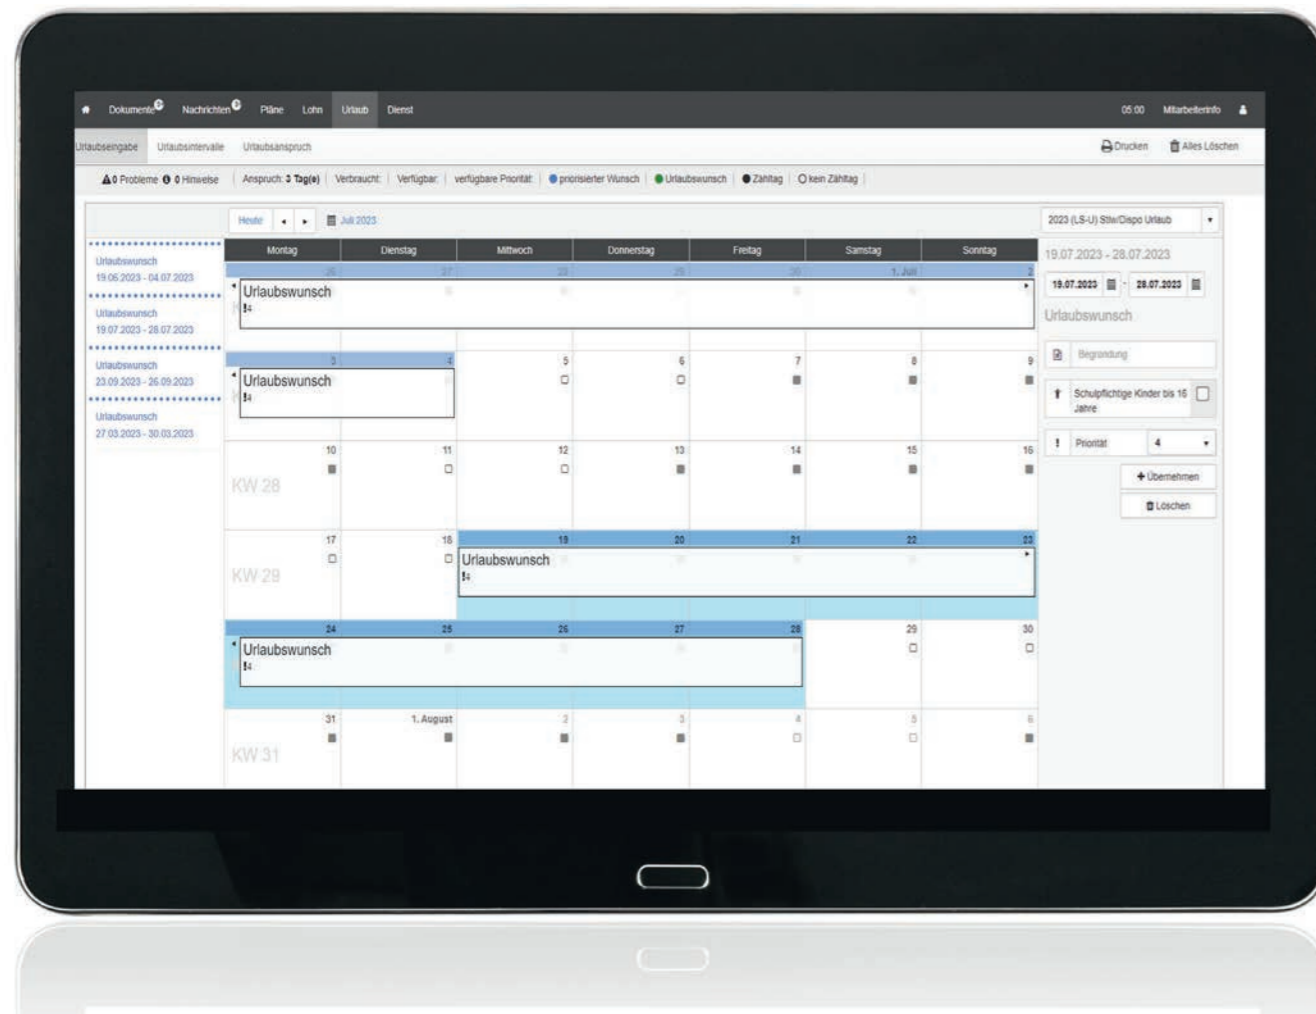 Dokumente Nachrichten Pläne Lohn Urlaub Dienst 05:00 Mitarbeiterinfo
Urlaubseingabe Urlaubsintervalle Urlaubsanspruch Drucken Alles Löschen
0 Probleme 0 Hinweise Anspruch: 3 Tag(e) Verbraucht: Verfügbar: verfügbare Priorität: priorisierter Wunsch Urlaubswunsch Zähltag kein Zähltag
Heute Juli 2023 2023 (LS-U) Stlw/Dispo Urlaub
Urlaubswunsch
19.06.2023 - 04.07.2023
Urlaubswunsch
19.07.2023 - 28.07.2023
Urlaubswunsch
23.09.2023 - 26.09.2023
Urlaubswunsch
27.03.2023 - 30.03.2023
Montag Dienstag Mittwoch Donnerstag Freitag Samstag Sonntag
26 27 28 29 30 1. Juli 2
Urlaubswunsch
!4
3 4 5 6 7 8 9
Urlaubswunsch
!4
10 11 12 13 14 15 16
KW 28
17 18 19 20 21 22 23
KW 29
Urlaubswunsch
!4
24 25 26 27 28 29 30
Urlaubswunsch
!4
31 1. August 2 3 4 5 6
KW 31
19.07.2023 - 28.07.2023
19.07.2023 - 28.07.2023
Urlaubswunsch
Begründung
Schulpflichtige Kinder bis 16
Jahre
! Priorität 4
Übernehmen
Löschen